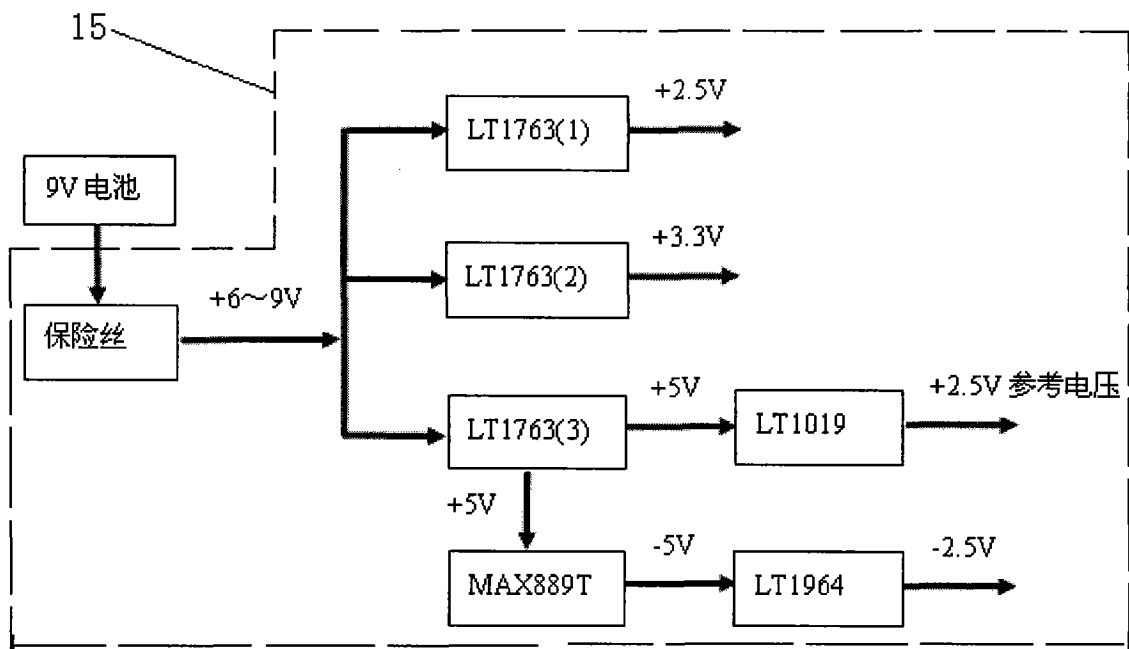 15
+2.5V
LT1763(1)
9V 电池
+3.3V
LT1763(2)
+6～9V
保险丝
+5V
+2.5V 参考电压
LT1763(3)
LT1019
+5V
-5V
-2.5V
MAX889T
LT1964